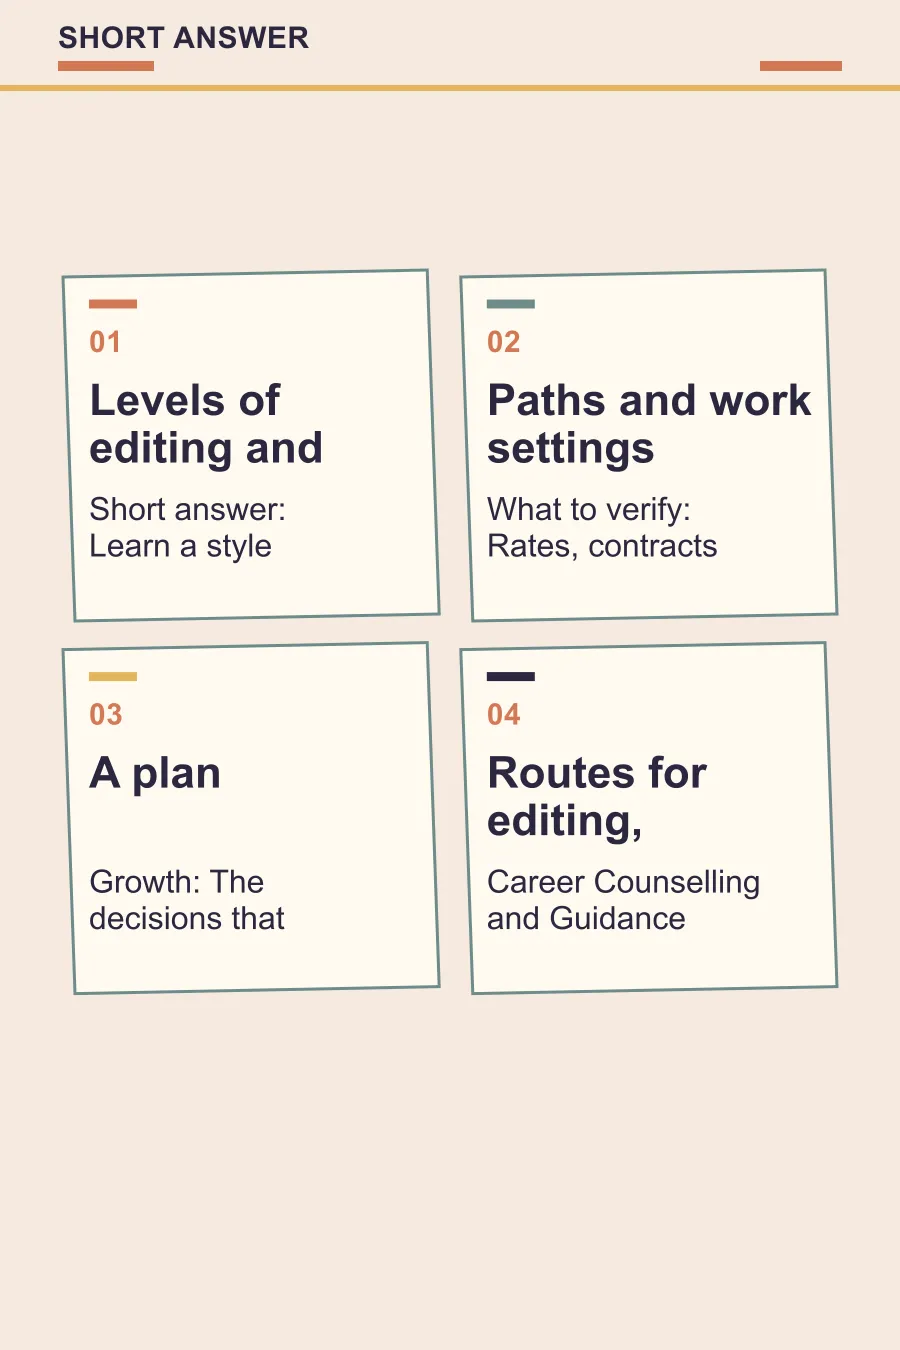 SHORT ANSWER
01
Levels of
editing and
Short answer:
Learn a style
02
Paths and work
settings
What to verify:
Rates, contracts
03
A plan
Growth: The
decisions that
04
Routes for
editing,
Career Counselling
and Guidance